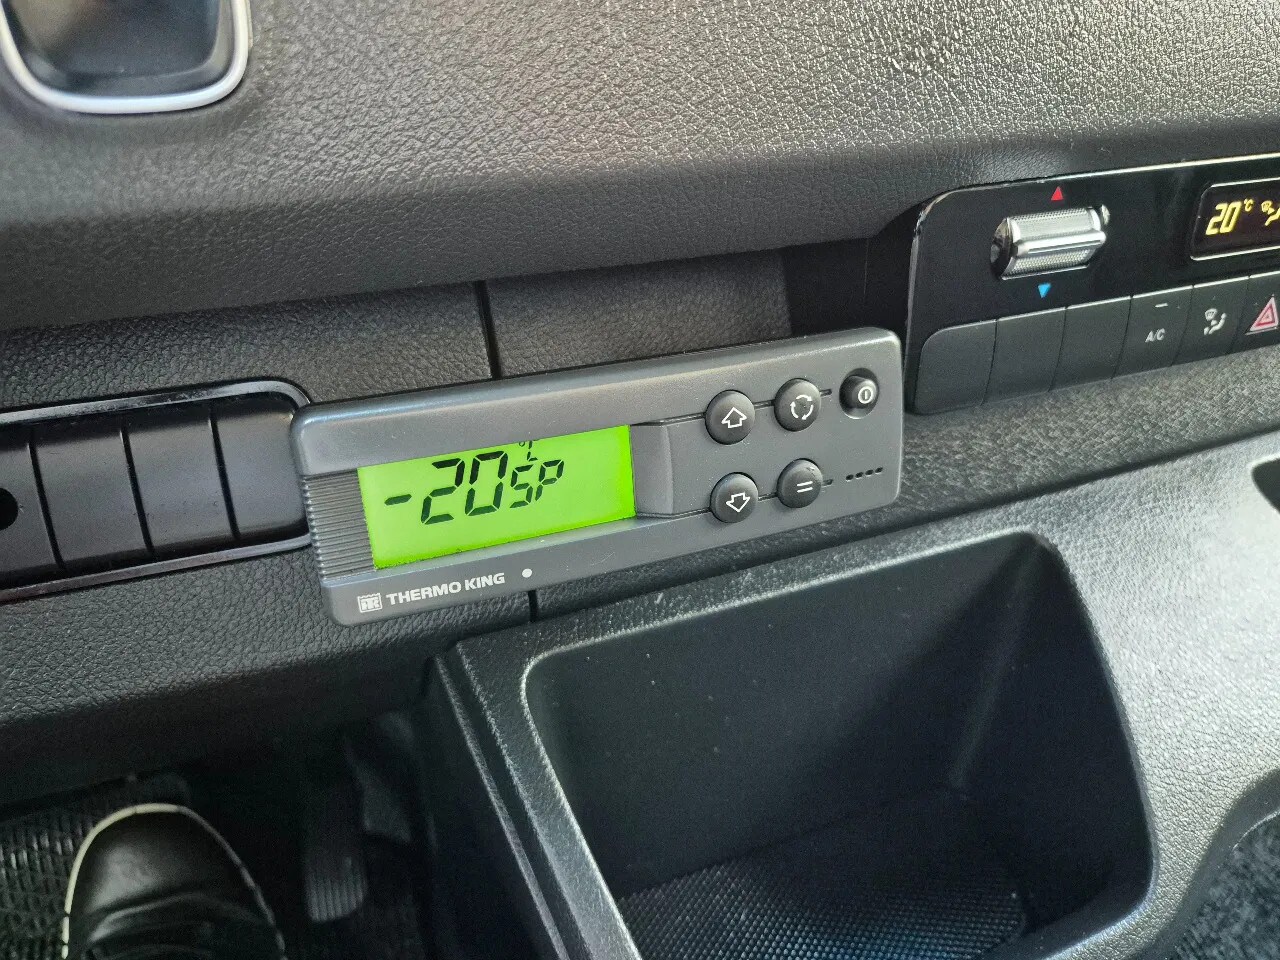 20°C
A/C
°C
-20SP
THERMO KING